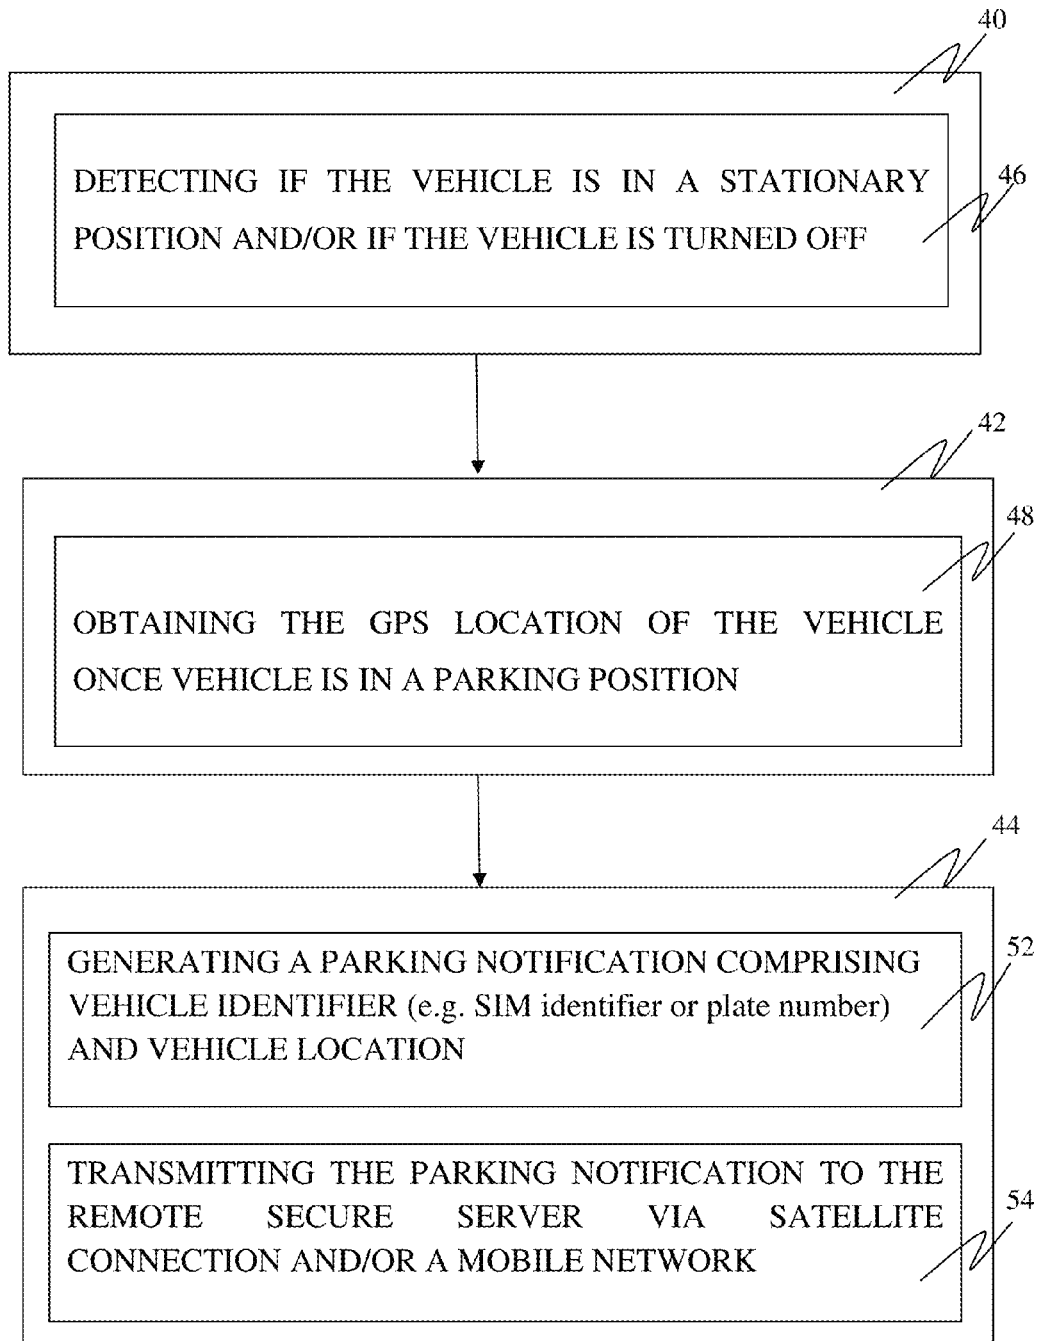 40
DETECTING IF THE VEHICLE IS IN A STATIONARY
46
POSITION AND/OR IF THE VEHICLE IS TURNED OFF
42
48
OBTAINING THE GPS LOCATION OF THE VEHICLE
ONCE VEHICLE IS IN A PARKING POSITION
44
GENERATING A PARKING NOTIFICATION COMPRISING
52
VEHICLE IDENTIFIER (e.g. SIM identifier or plate number)
AND VEHICLE LOCATION
TRANSMITTING THE PARKING NOTIFICATION TO THE
REMOTE SECURE SERVER VIA SATELLITE
54
CONNECTION AND/OR A MOBILE NETWORK